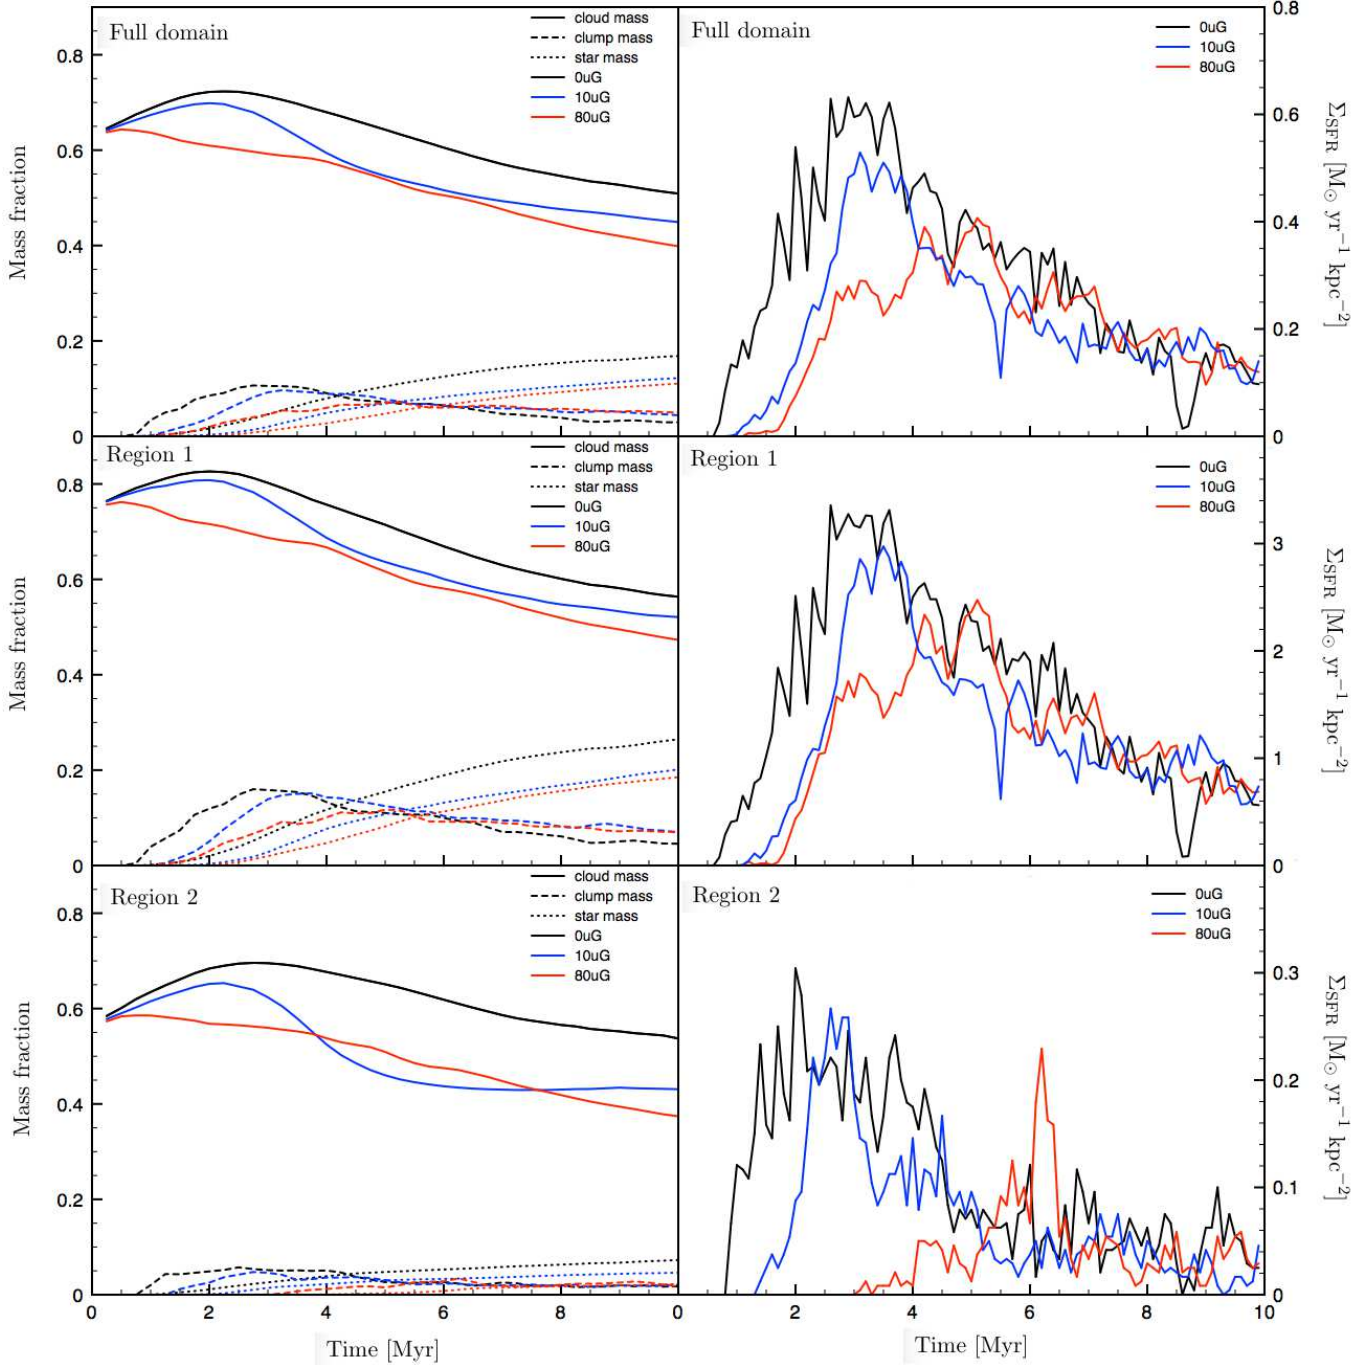 Full domain
cloud mass
clump mass
star mass
0uG
10uG
80uG
0.8
0.6
0.4
0.2
0
Mass fraction
Full domain
0uG
10uG
80uG
0.8
0.6
0.4
0.2
0
Σ_SFR [M_⊙ yr^−1 kpc^−2]
Region 1
cloud mass
clump mass
star mass
0uG
10uG
80uG
0.8
0.6
0.4
0.2
0
Mass fraction
Region 1
0uG
10uG
80uG
3
2
1
0
Σ_SFR [M_⊙ yr^−1 kpc^−2]
Region 2
cloud mass
clump mass
star mass
0uG
10uG
80uG
0.8
0.6
0.4
0.2
0
Mass fraction
0 2 4 6 8 0
Time [Myr]
Region 2
0uG
10uG
80uG
0.3
0.2
0.1
0
Σ_SFR [M_⊙ yr^−1 kpc^−2]
2 4 6 8 10
Time [Myr]